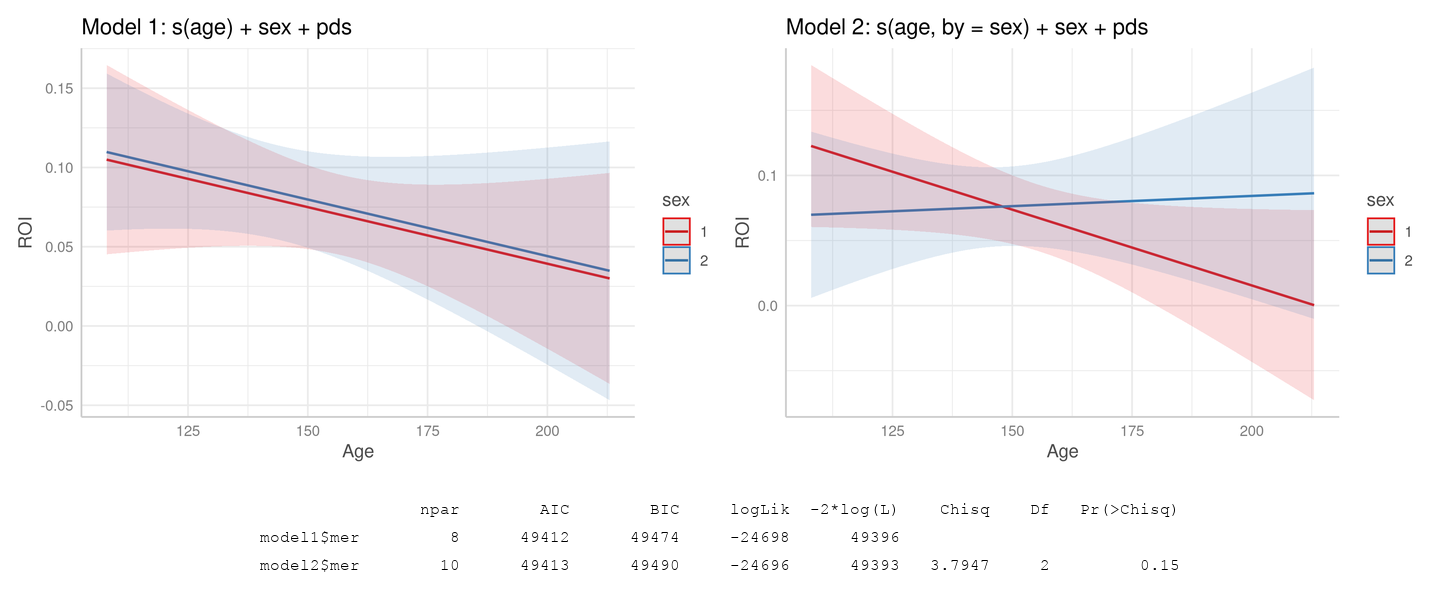 Model 1: s(age) + sex + pds
ROI
0.15
0.10
0.05
0.00
-0.05
125 150 175 200
Age
sex
1
2
Model 2: s(age, by = sex) + sex + pds
ROI
0.1
0.0
125 150 175 200
Age
sex
1
2
npar AIC BIC logLik -2*log(L) Chisq Df Pr(>Chisq)
model1$mer 8 49412 49474 -24698 49396
model2$mer 10 49413 49490 -24696 49393 3.7947 2 0.15